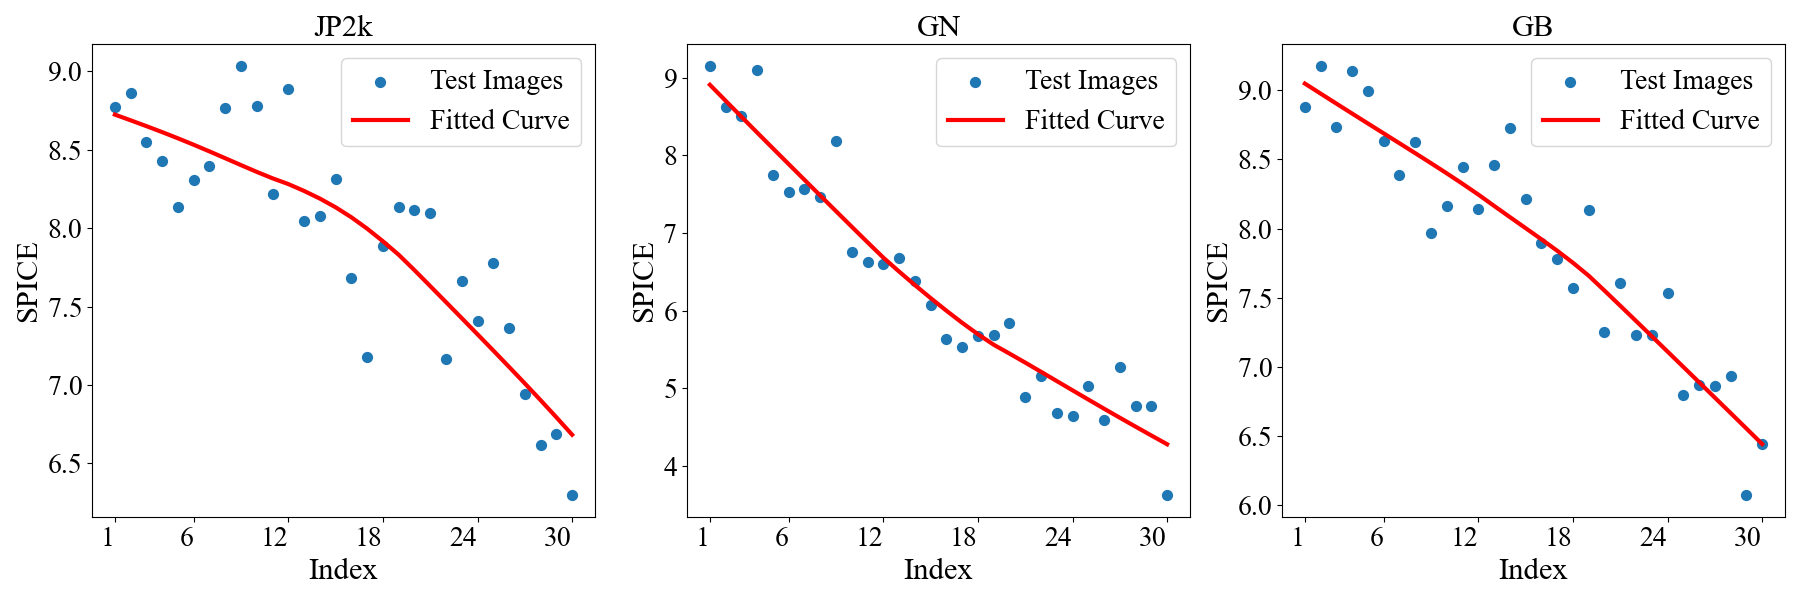 JP2k
9.0
8.5
8.0
7.5
7.0
6.5
SPICE
Test Images
Fitted Curve
1 6 12 18 24 30
Index
GN
9
8
7
6
5
4
SPICE
Test Images
Fitted Curve
1 6 12 18 24 30
Index
GB
9.0
8.5
8.0
7.5
7.0
6.5
6.0
SPICE
Test Images
Fitted Curve
1 6 12 18 24 30
Index